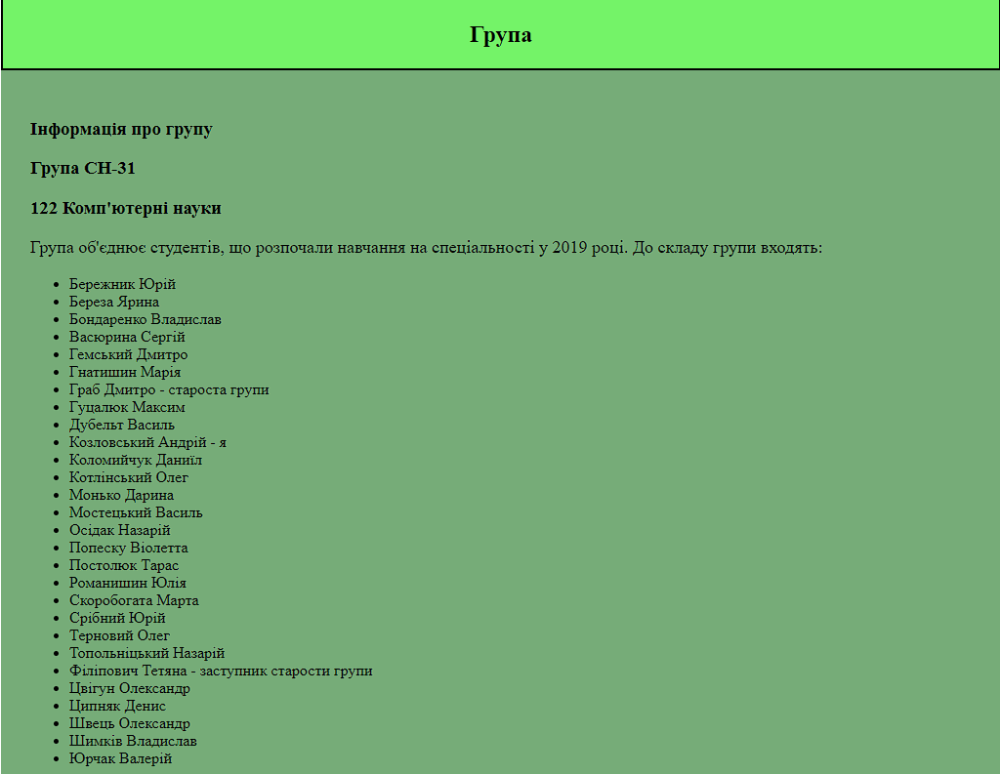 Група
Інформація про групу
Група СН-31
122 Комп'ютерні науки
Група об'єднює студентів, що розпочали навчання на спеціальності у 2019 році. До складу групи входять:
Бережник Юрій
Береза Ярина
Бондаренко Владислав
Васюрина Сергій
Гемський Дмитро
Гнатишин Марія
Граб Дмитро - староста групи
Гуцалюк Максим
Дубельт Василь
Козловський Андрій - я
Коломийчук Даниїл
Котлінський Олег
Монько Дарина
Мостецький Василь
Осідак Назарій
Попеску Віолетта
Постолюк Тарас
Романишин Юлія
Скоробогата Марта
Срібний Юрій
Терновий Олег
Топольніцький Назарій
Філіпович Тетяна - заступник старости групи
Цвігун Олександр
Ципняк Денис
Швець Олександр
Шимків Владислав
Юрчак Валерій